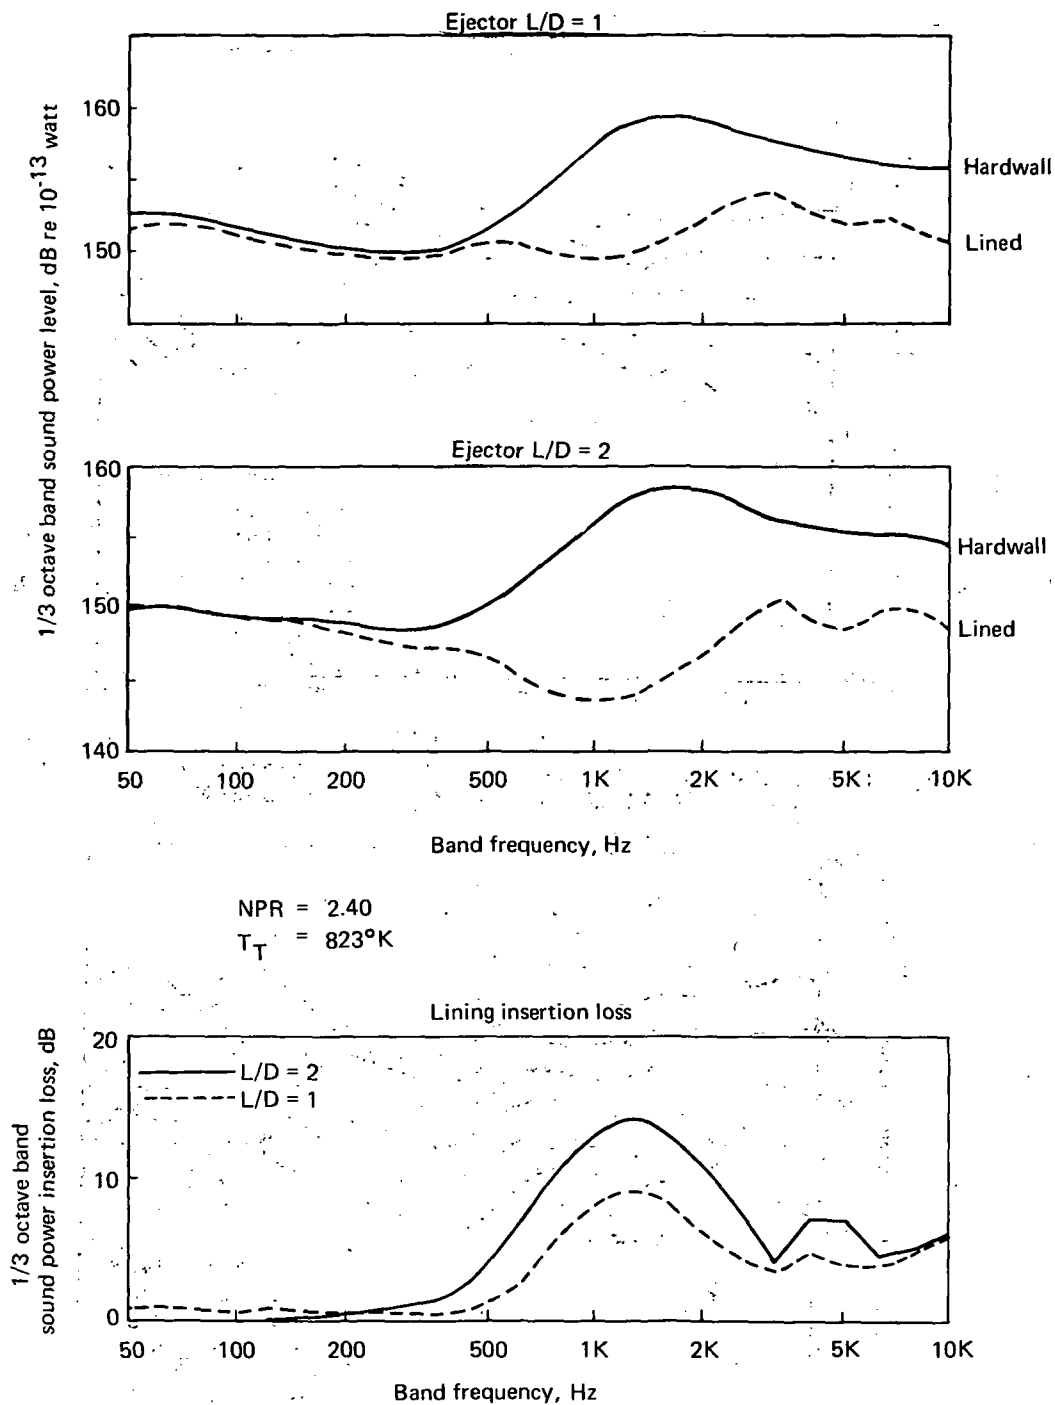 Ejector L/D = 1
1/3 octave band sound power level, dB re 10-13 watt
160
150
Hardwall
Lined
Ejector L/D = 2
160
150
140
Hardwall
Lined
50 100 200 500 1K 2K 5K 10K
Band frequency, Hz
NPR = 2.40
TT = 823°K
Lining insertion loss
1/3 octave band
sound power insertion loss, dB
20
10
0
L/D = 2
L/D = 1
50 100 200 500 1K 2K 5K 10K
Band frequency, Hz